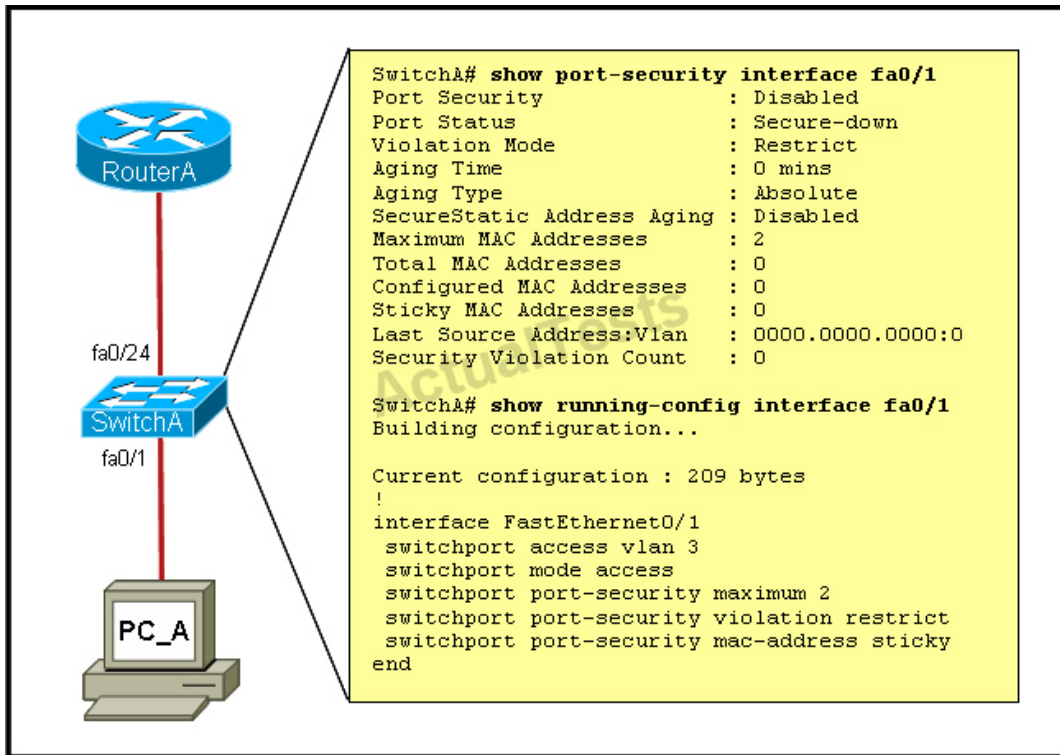 SwitchA# show port-security interface fa0/1
Port Security : Disabled
Port Status : Secure-down
Violation Mode : Restrict
Aging Time : 0 mins
Aging Type : Absolute
SecureStatic Address Aging : Disabled
Maximum MAC Addresses : 2
Total MAC Addresses : 0
Configured MAC Addresses : 0
Sticky MAC Addresses : 0
Last Source Address:Vlan : 0000.0000.0000:0
Security Violation Count : 0
SwitchA# show running-config interface fa0/1
Building configuration...
Current configuration : 209 bytes
!
interface FastEthernet0/1
switchport access vlan 3
switchport mode access
switchport port-security maximum 2
switchport port-security violation restrict
switchport port-security mac-address sticky
end
ActualTests
RouterA
fa0/24
SwitchA
fa0/1
PC_A